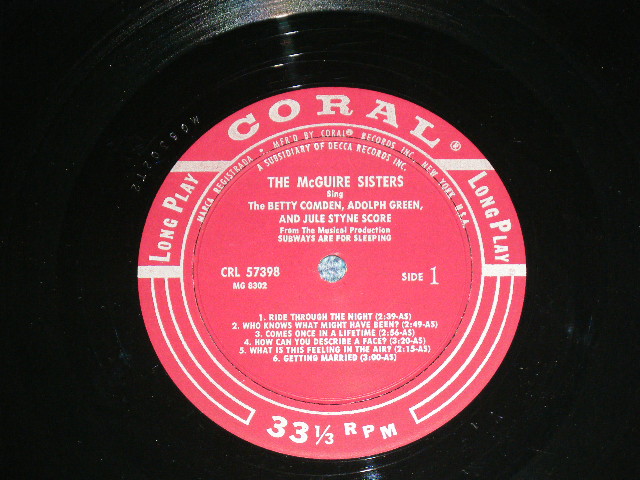 CORAL®
MARCA REGISTRADA • MFR'D BY CORAL® RECORDS INC., NEW YORK, U.S.A.
A SUBSIDIARY OF DECCA RECORDS INC.
LONG PLAY
LONG PLAY
THE McGUIRE SISTERS
Sing
The BETTY COMDEN, ADOLPH GREEN,
AND JULE STYNE SCORE
From The Musical Production
SUBWAYS ARE FOR SLEEPING
CRL 57398
MG 8302
SIDE 1
1. RIDE THROUGH THE NIGHT (2:39-AS)
2. WHO KNOWS WHAT MIGHT HAVE BEEN? (2:49-AS)
3. COMES ONCE IN A LIFETIME (2:56-AS)
4. HOW CAN YOU DESCRIBE A FACE? (3:20-AS)
5. WHAT IS THIS FEELING IN THE AIR? (2:15-AS)
6. GETTING MARRIED (3:00-AS)
33 1/3 RPM